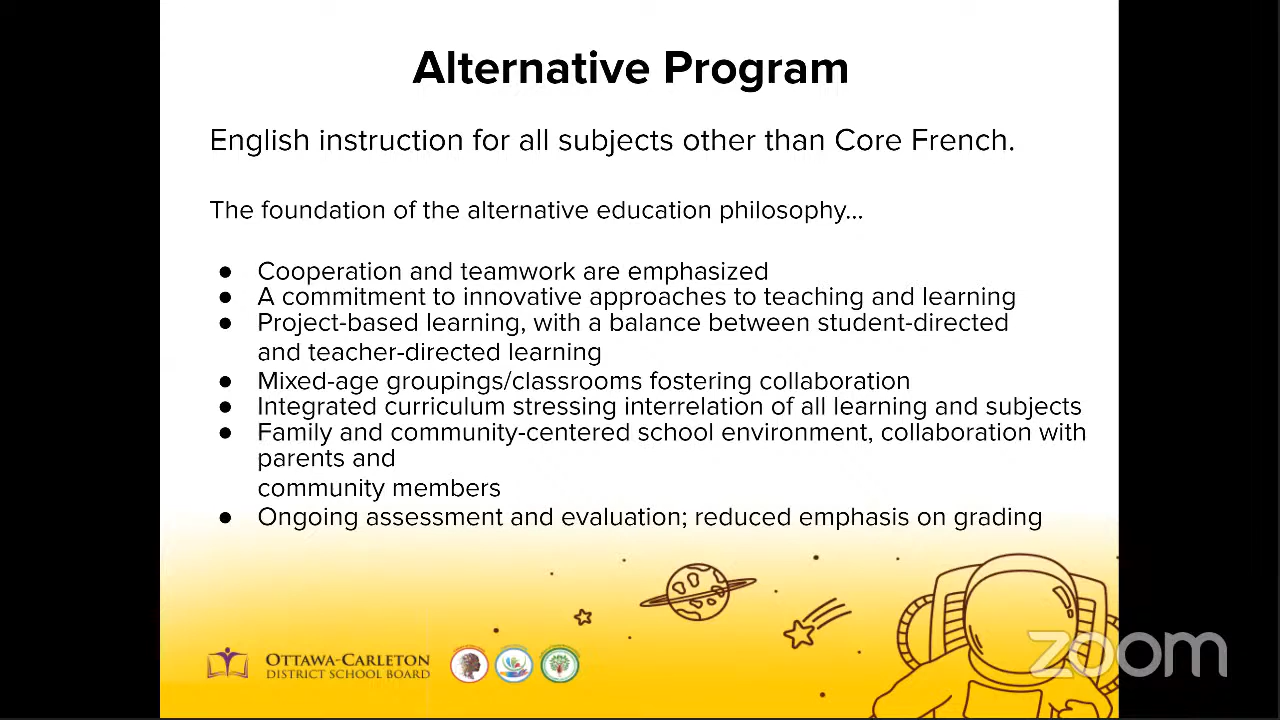 Alternative Program
English instruction for all subjects other than Core French.
The foundation of the alternative education philosophy...
● Cooperation and teamwork are emphasized
● A commitment to innovative approaches to teaching and learning
● Project-based learning, with a balance between student-directed
and teacher-directed learning
● Mixed-age groupings/classrooms fostering collaboration
● Integrated curriculum stressing interrelation of all learning and subjects
● Family and community-centered school environment, collaboration with
parents and
community members
● Ongoing assessment and evaluation; reduced emphasis on grading
OTTAWA-CARLETON
DISTRICT SCHOOL BOARD
zoom